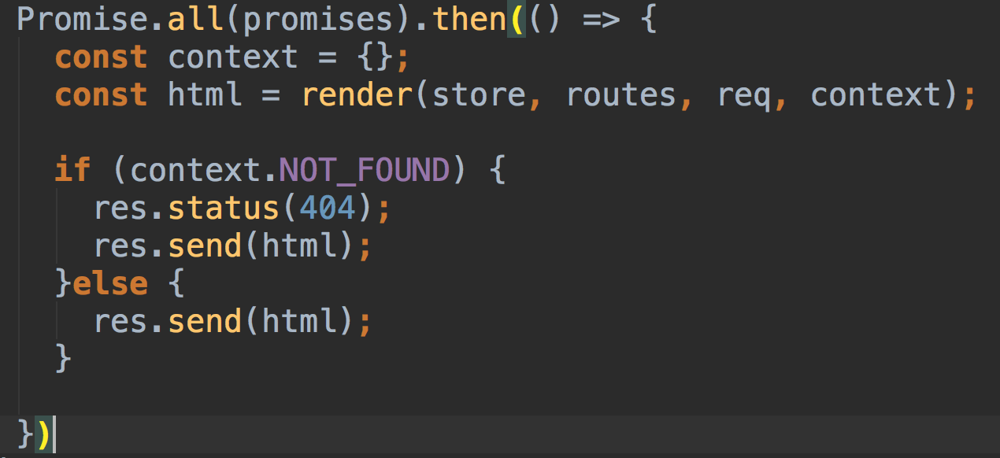 Promise.all(promises).then(() => {
const context = {};
const html = render(store, routes, req, context);
if (context.NOT_FOUND) {
res.status(404);
res.send(html);
}else {
res.send(html);
}
})